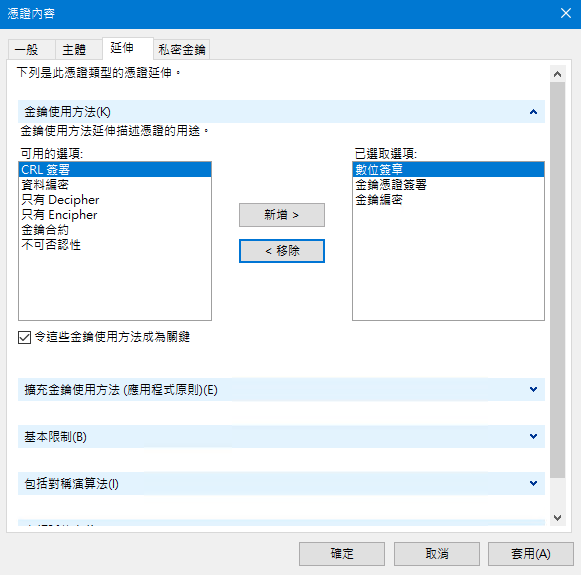 憑證內容
一般 主體 延伸 私密金鑰
下列是此憑證類型的憑證延伸。
金鑰使用方法(K)
金鑰使用方法延伸描述憑證的用途。
可用的選項:
CRL 簽署
資料編密
只有 Decipher
只有 Encipher
金鑰合約
不可否認性
新增 >
< 移除
已選取選項:
數位簽章
金鑰憑證簽署
金鑰編密
令這些金鑰使用方法成為關鍵
擴充金鑰使用方法 (應用程式原則)(E)
基本限制(B)
包括對稱演算法(I)
確定 取消 套用(A)